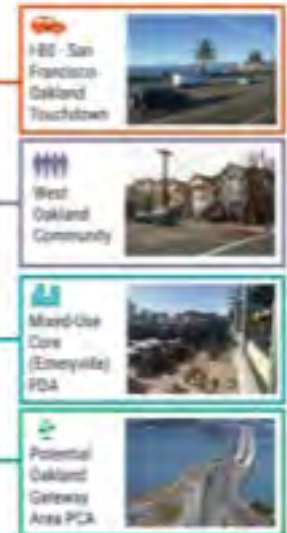 I-80 - San
Francisco-
Oakland
Touchdown
West
Oakland
Community
Mixed-Use
Core
(Emeryville)
PDA
Potential
Oakland
Gateway
Area PCA